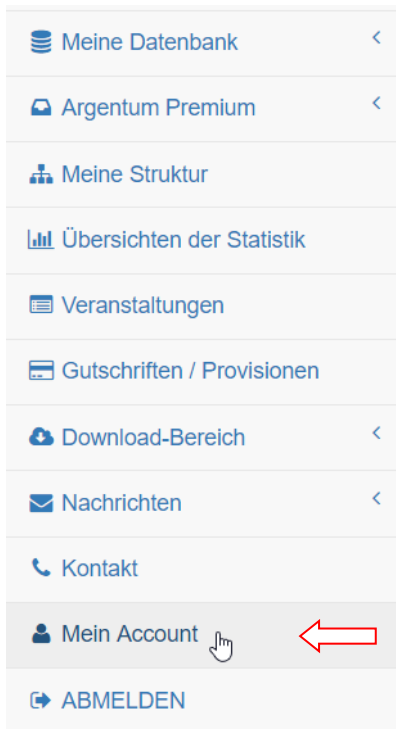 Meine Datenbank
Argentum Premium
Meine Struktur
Übersichten der Statistik
Veranstaltungen
Gutschriften / Provisionen
Download-Bereich
Nachrichten
Kontakt
Mein Account
ABMELDEN